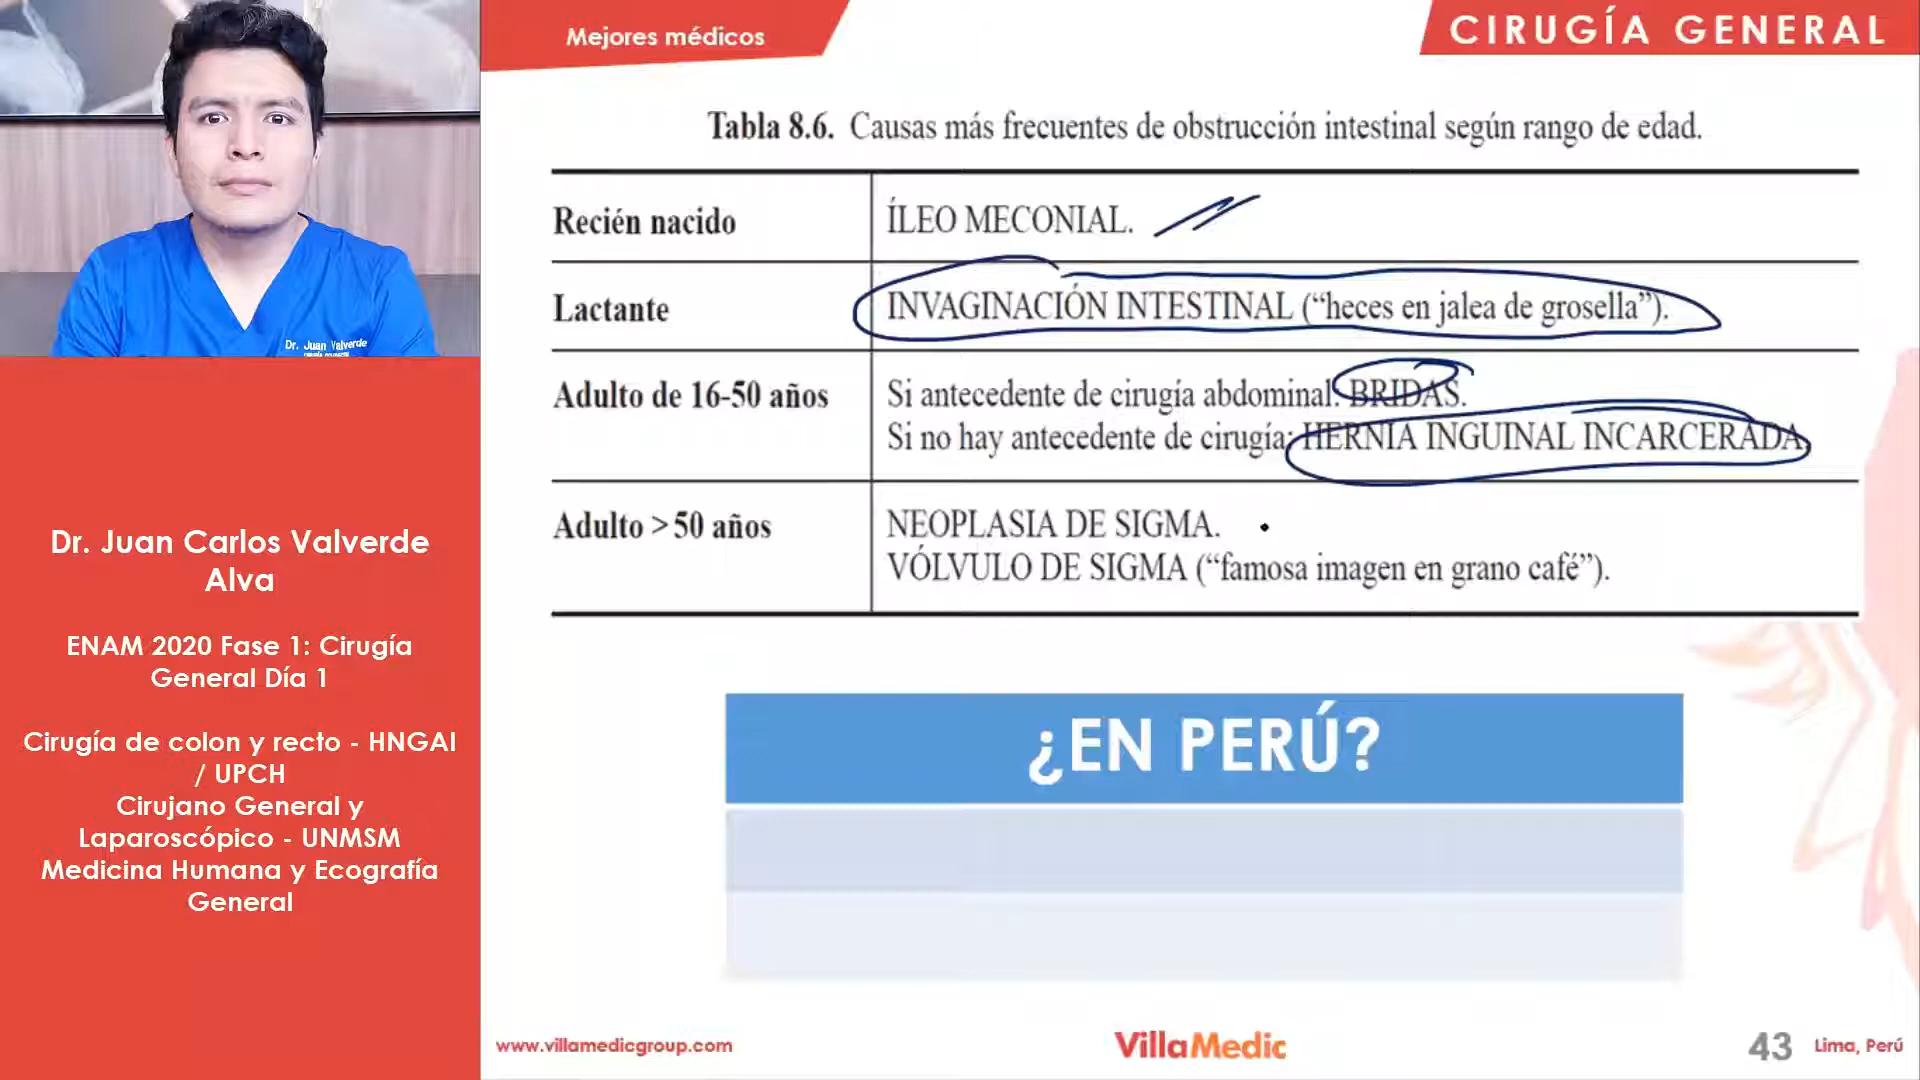 Mejores médicos
CIRUGÍA GENERAL
Tabla 8.6. Causas más frecuentes de obstrucción intestinal según rango de edad.
Recién nacido
ÍLEO MECONIAL.
Lactante
INVAGINACIÓN INTESTINAL (“heces en jalea de grosella”).
Adulto de 16-50 años
Si antecedente de cirugía abdominal: BRIDAS.
Si no hay antecedente de cirugía: HERNIA INGUINAL INCARCERADA.
Adulto > 50 años
NEOPLASIA DE SIGMA.
VÓLVULO DE SIGMA (“famosa imagen en grano café”).
¿EN PERÚ?
Dr. Juan Valverde
Dr. Juan Carlos Valverde
Alva
ENAM 2020 Fase 1: Cirugía
General Día 1
Cirugía de colon y recto - HNGAI
/ UPCH
Cirujano General y
Laparoscópico - UNMSM
Medicina Humana y Ecografía
General
www.villamedicgroup.com
VillaMedic
43
Lima, Perú